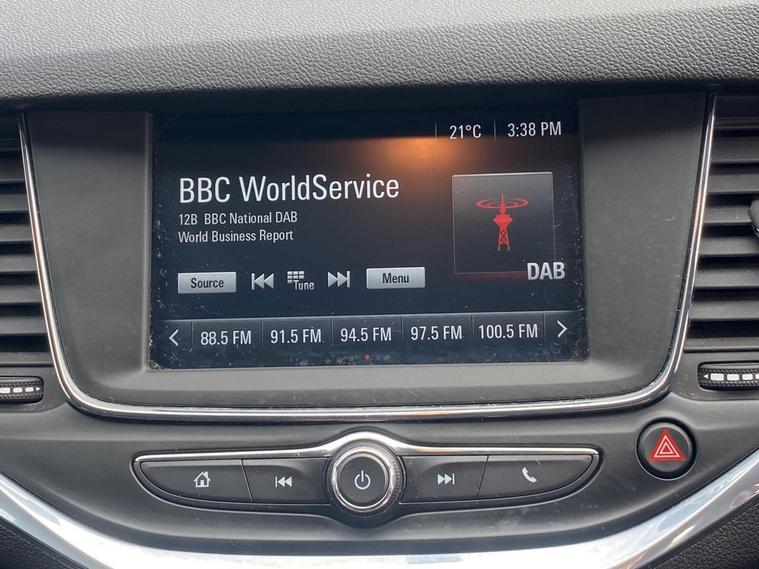 21°C 3:38 PM
BBC WorldService
12B BBC National DAB
World Business Report
DAB
Source Tune Menu
88.5 FM 91.5 FM 94.5 FM 97.5 FM 100.5 FM